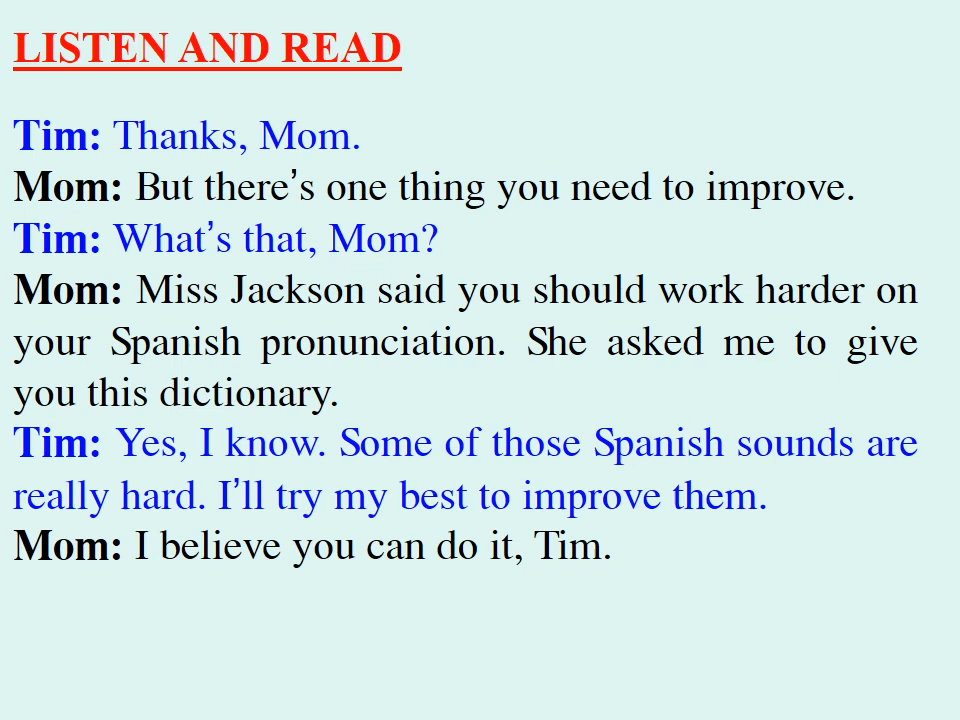 LISTEN AND READ
Tim: Thanks, Mom.
Mom: But there’s one thing you need to improve.
Tim: What’s that, Mom?
Mom: Miss Jackson said you should work harder on
your Spanish pronunciation. She asked me to give
you this dictionary.
Tim: Yes, I know. Some of those Spanish sounds are
really hard. I’ll try my best to improve them.
Mom: I believe you can do it, Tim.